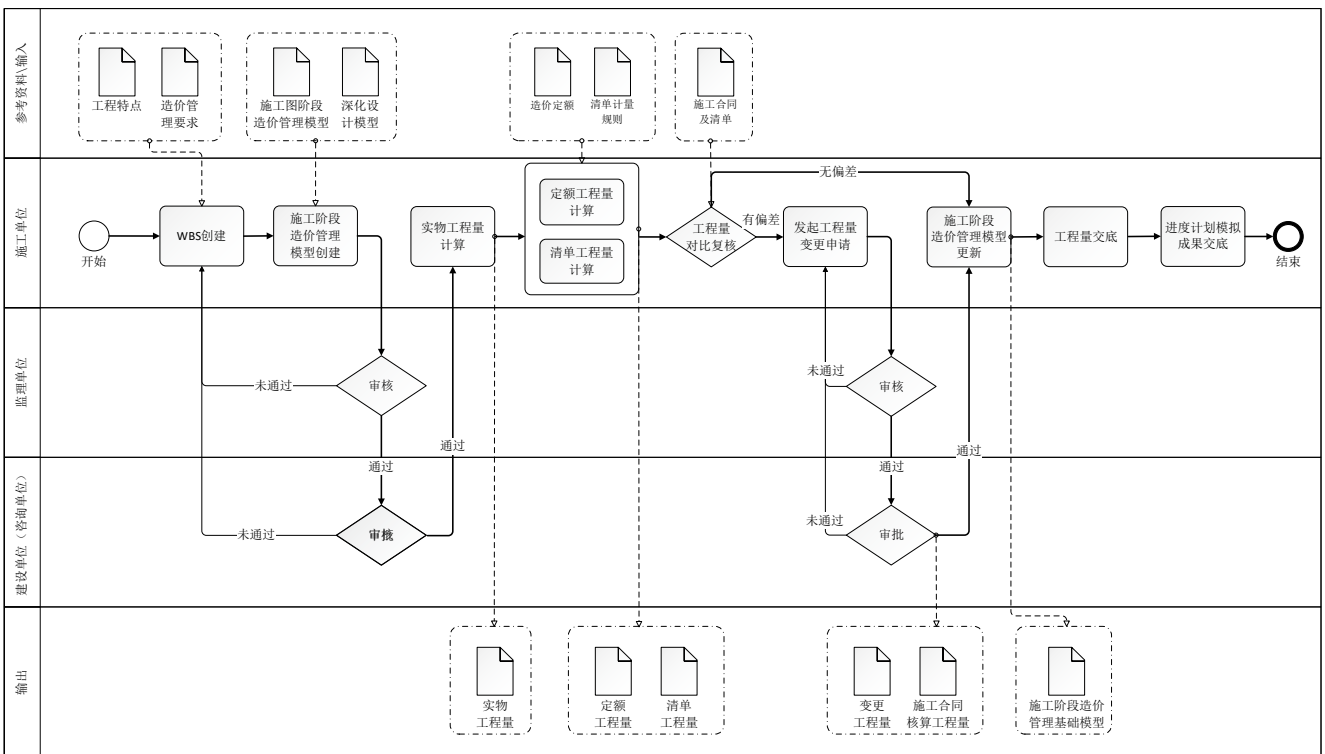 参考资料\输入
工程特点
造价管
理要求
施工图阶段
造价管理模型
深化设
计模型
造价定额
清单计量
规则
施工合同
及清单
施工单位
开始
WBS创建
施工阶段
造价管理
模型创建
实物工程量
计算
定额工程量
计算
清单工程量
计算
工程量
对比复核
无偏差
有偏差
发起工程量
变更申请
施工阶段
造价管理模型
更新
工程量交底
进度计划模拟
成果交底
结束
监理单位
未通过
审核
通过
未通过
审核
通过
建设单位（咨询单位）
通过
未通过
通过
未通过
审批
输出
实物
工程量
定额
工程量
清单
工程量
变更
工程量
施工合同
核算工程量
施工阶段造价
管理基础模型